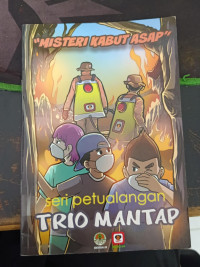 "MISTERI KABUT ASAP"
seri petualangan
TRIO MANTAP